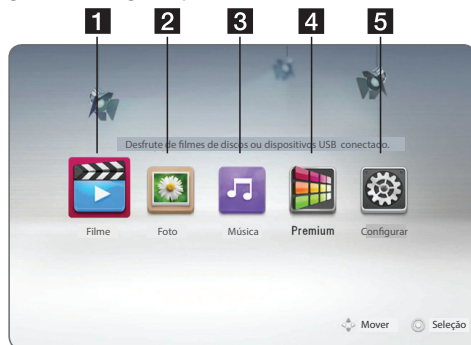 1 2 3 4 5
Desfrute de filmes de discos ou dispositivos USB conectado.
Filme Foto Música Premium Configurar
Mover Seleção